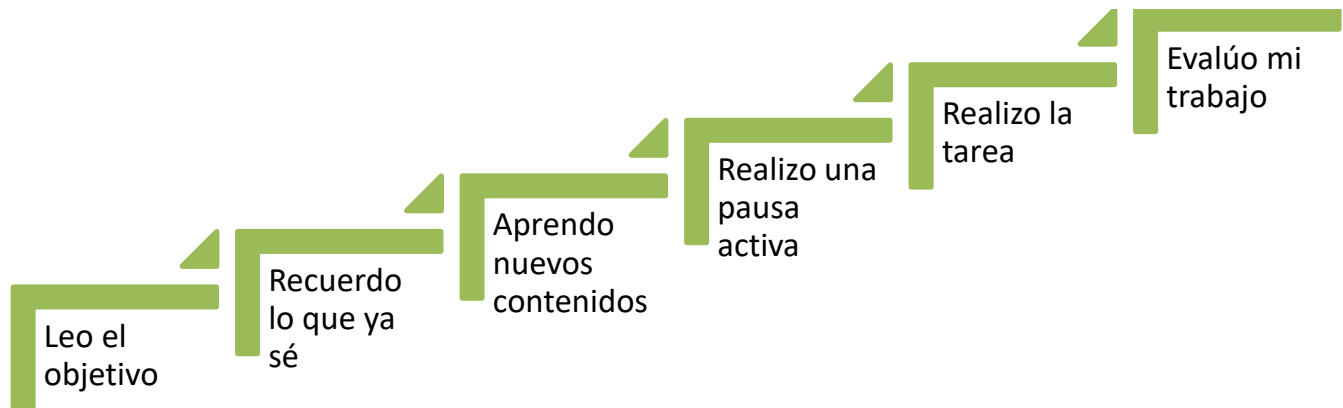 Leo el
objetivo
Recuerdo
lo que ya
sé
Aprendo
nuevos
contenidos
Realizo una
pausa
activa
Realizo la
tarea
Evalúo mi
trabajo